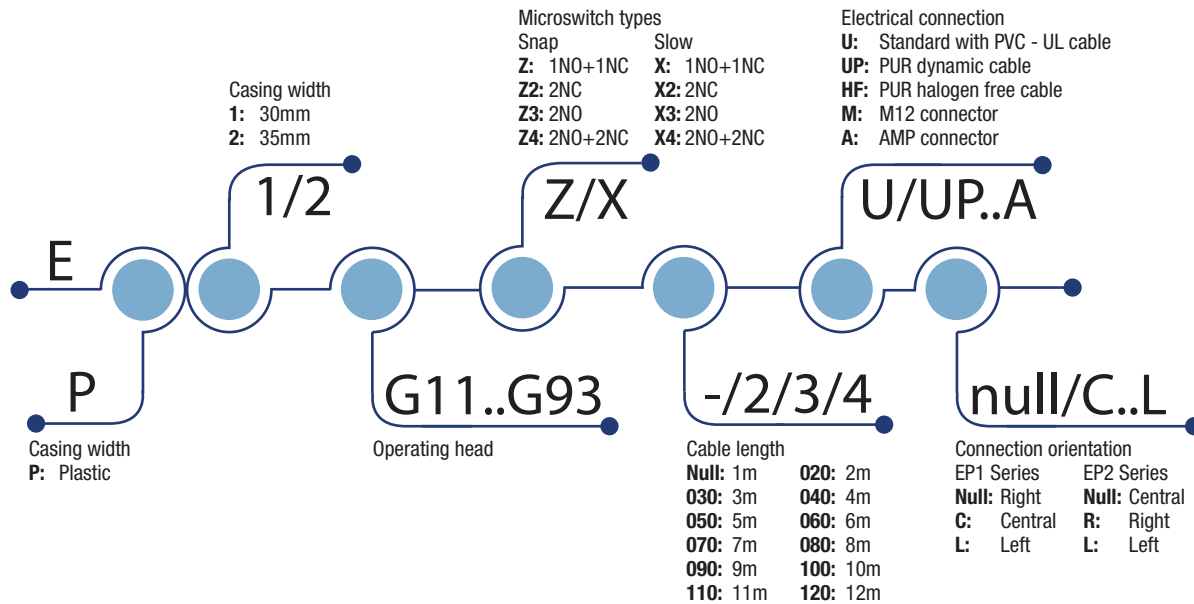 Microswitch types
Snap Slow
Z: 1NO+1NC X: 1NO+1NC
Z2: 2NC X2: 2NC
Z3: 2NO X3: 2NO
Z4: 2NO+2NC X4: 2NO+2NC
Electrical connection
U: Standard with PVC - UL cable
UP: PUR dynamic cable
HF: PUR halogen free cable
M: M12 connector
A: AMP connector
Casing width
1: 30mm
2: 35mm
1/2
Z/X
U/UP..A
E
P
G11..G93
-/2/3/4
null/C..L
Casing width
P: Plastic
Operating head
Cable length
Null: 1m 020: 2m
030: 3m 040: 4m
050: 5m 060: 6m
070: 7m 080: 8m
090: 9m 100: 10m
110: 11m 120: 12m
Connection orientation
EP1 Series EP2 Series
Null: Right Null: Central
C: Central R: Right
L: Left L: Left